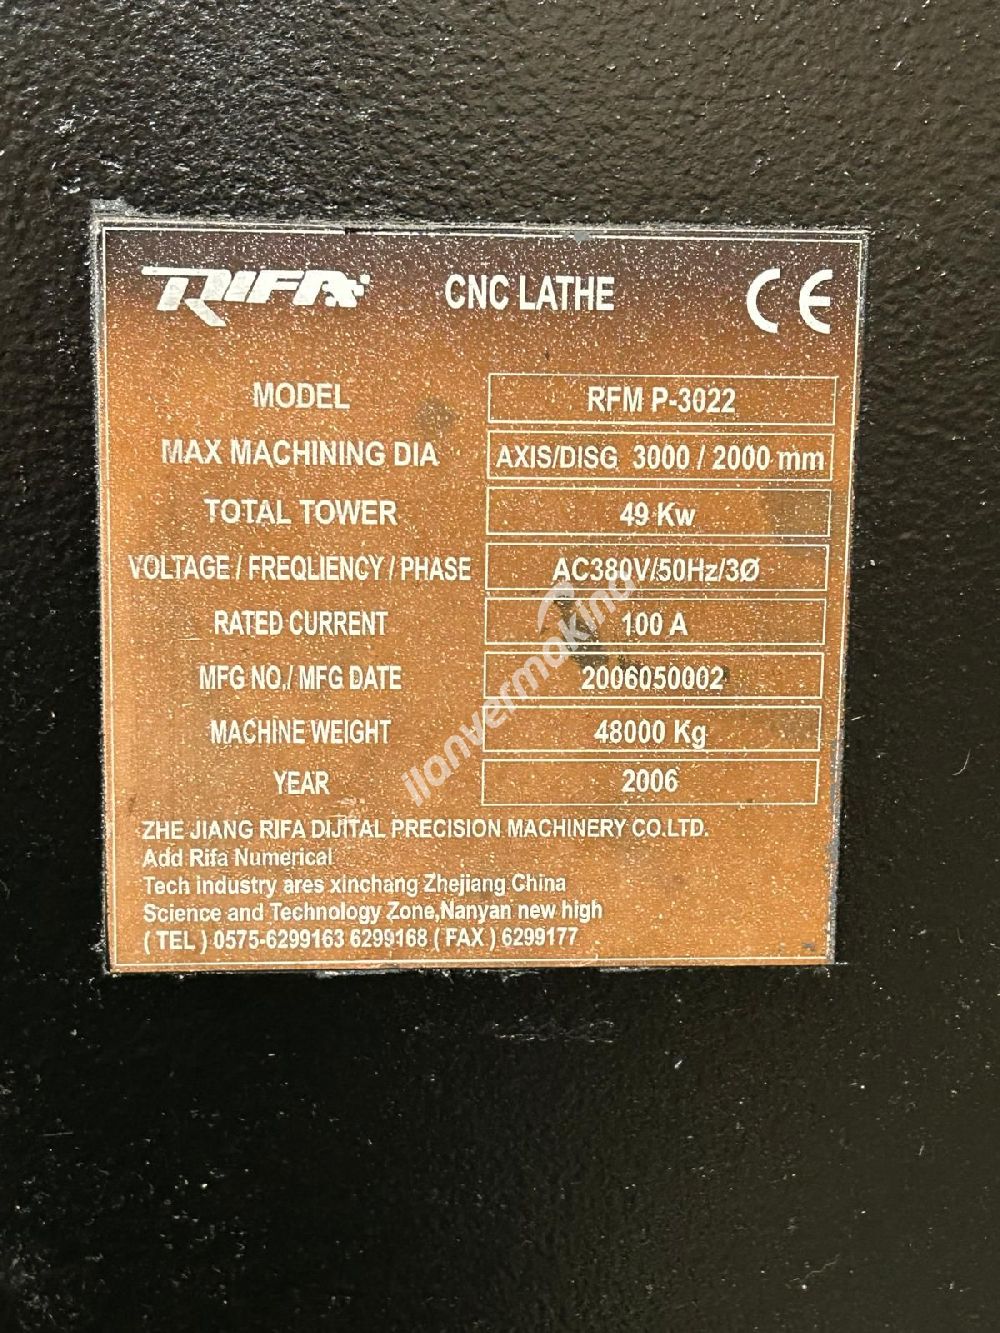 RIFA CNC LATHE CE
MODEL RFM P-3022
MAX MACHINING DIA AXIS/DISG 3000 / 2000 mm
TOTAL TOWER 49 Kw
VOLTAGE / FREQLIENCY / PHASE AC380V/50Hz/3Ø
RATED CURRENT 100 A
MFG NO./ MFG DATE 2006050002
MACHINE WEIGHT 48000 Kg
YEAR 2006
ZHE JIANG RIFA DIJITAL PRECISION MACHINERY CO.LTD.
Add Rifa Numerical
Tech industry ares xinchang Zhejiang China
Science and Technology Zone,Nanyan new high
( TEL ) 0575-6299163 6299168 ( FAX ) 6299177
ilanvermakina